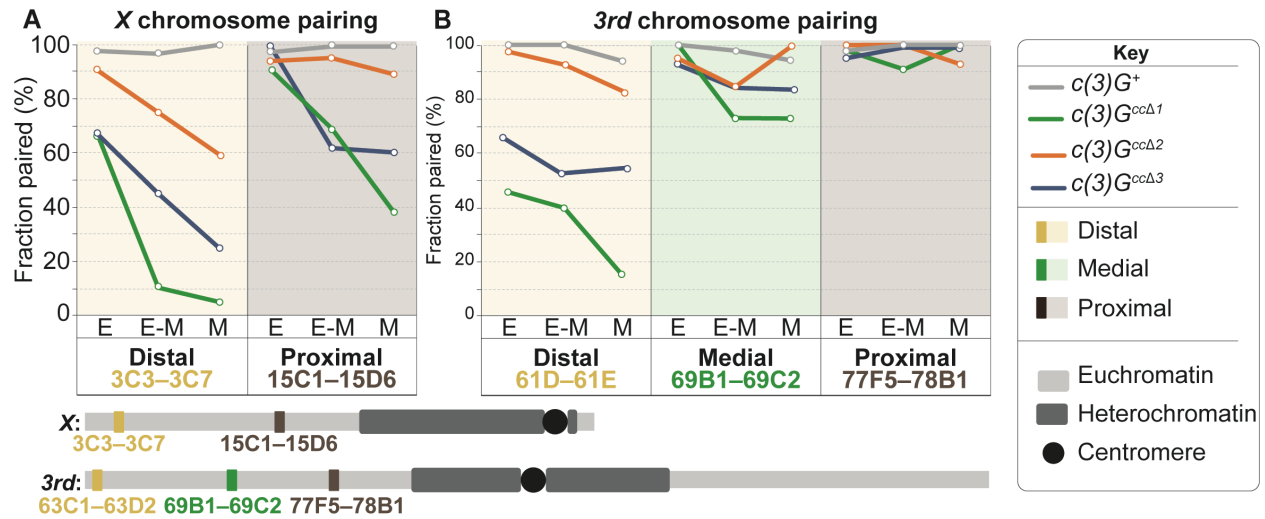 A X chromosome pairing
B 3rd chromosome pairing
Fraction paired (%)
100
80
60
40
20
0
E E-M M E E-M M
Distal Proximal
3C3–3C7 15C1–15D6
Fraction paired (%)
100
80
60
40
20
0
E E-M M E E-M M E E-M M
Distal Medial Proximal
61D–61E 69B1–69C2 77F5–78B1
Key
c(3)G+
c(3)GccΔ1
c(3)GccΔ2
c(3)GccΔ3
Distal
Medial
Proximal
Euchromatin
Heterochromatin
Centromere
X:
3C3–3C7 15C1–15D6
3rd:
63C1–63D2 69B1–69C2 77F5–78B1